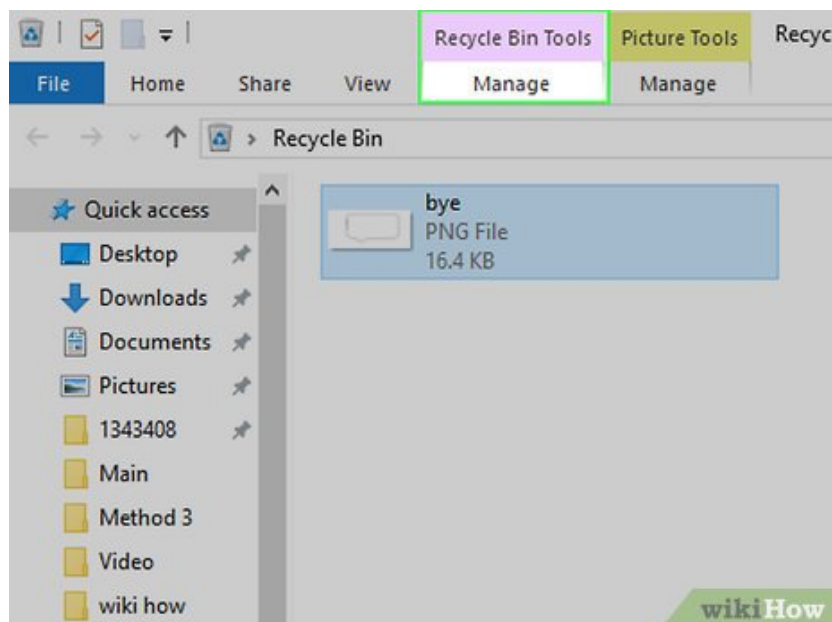 Recycle Bin Tools
Picture Tools
Recyc
File
Home
Share
View
Manage
Manage
Recycle Bin
Quick access
Desktop
Downloads
Documents
Pictures
1343408
Main
Method 3
Video
wiki how
bye
PNG File
16.4 KB
wikiHow